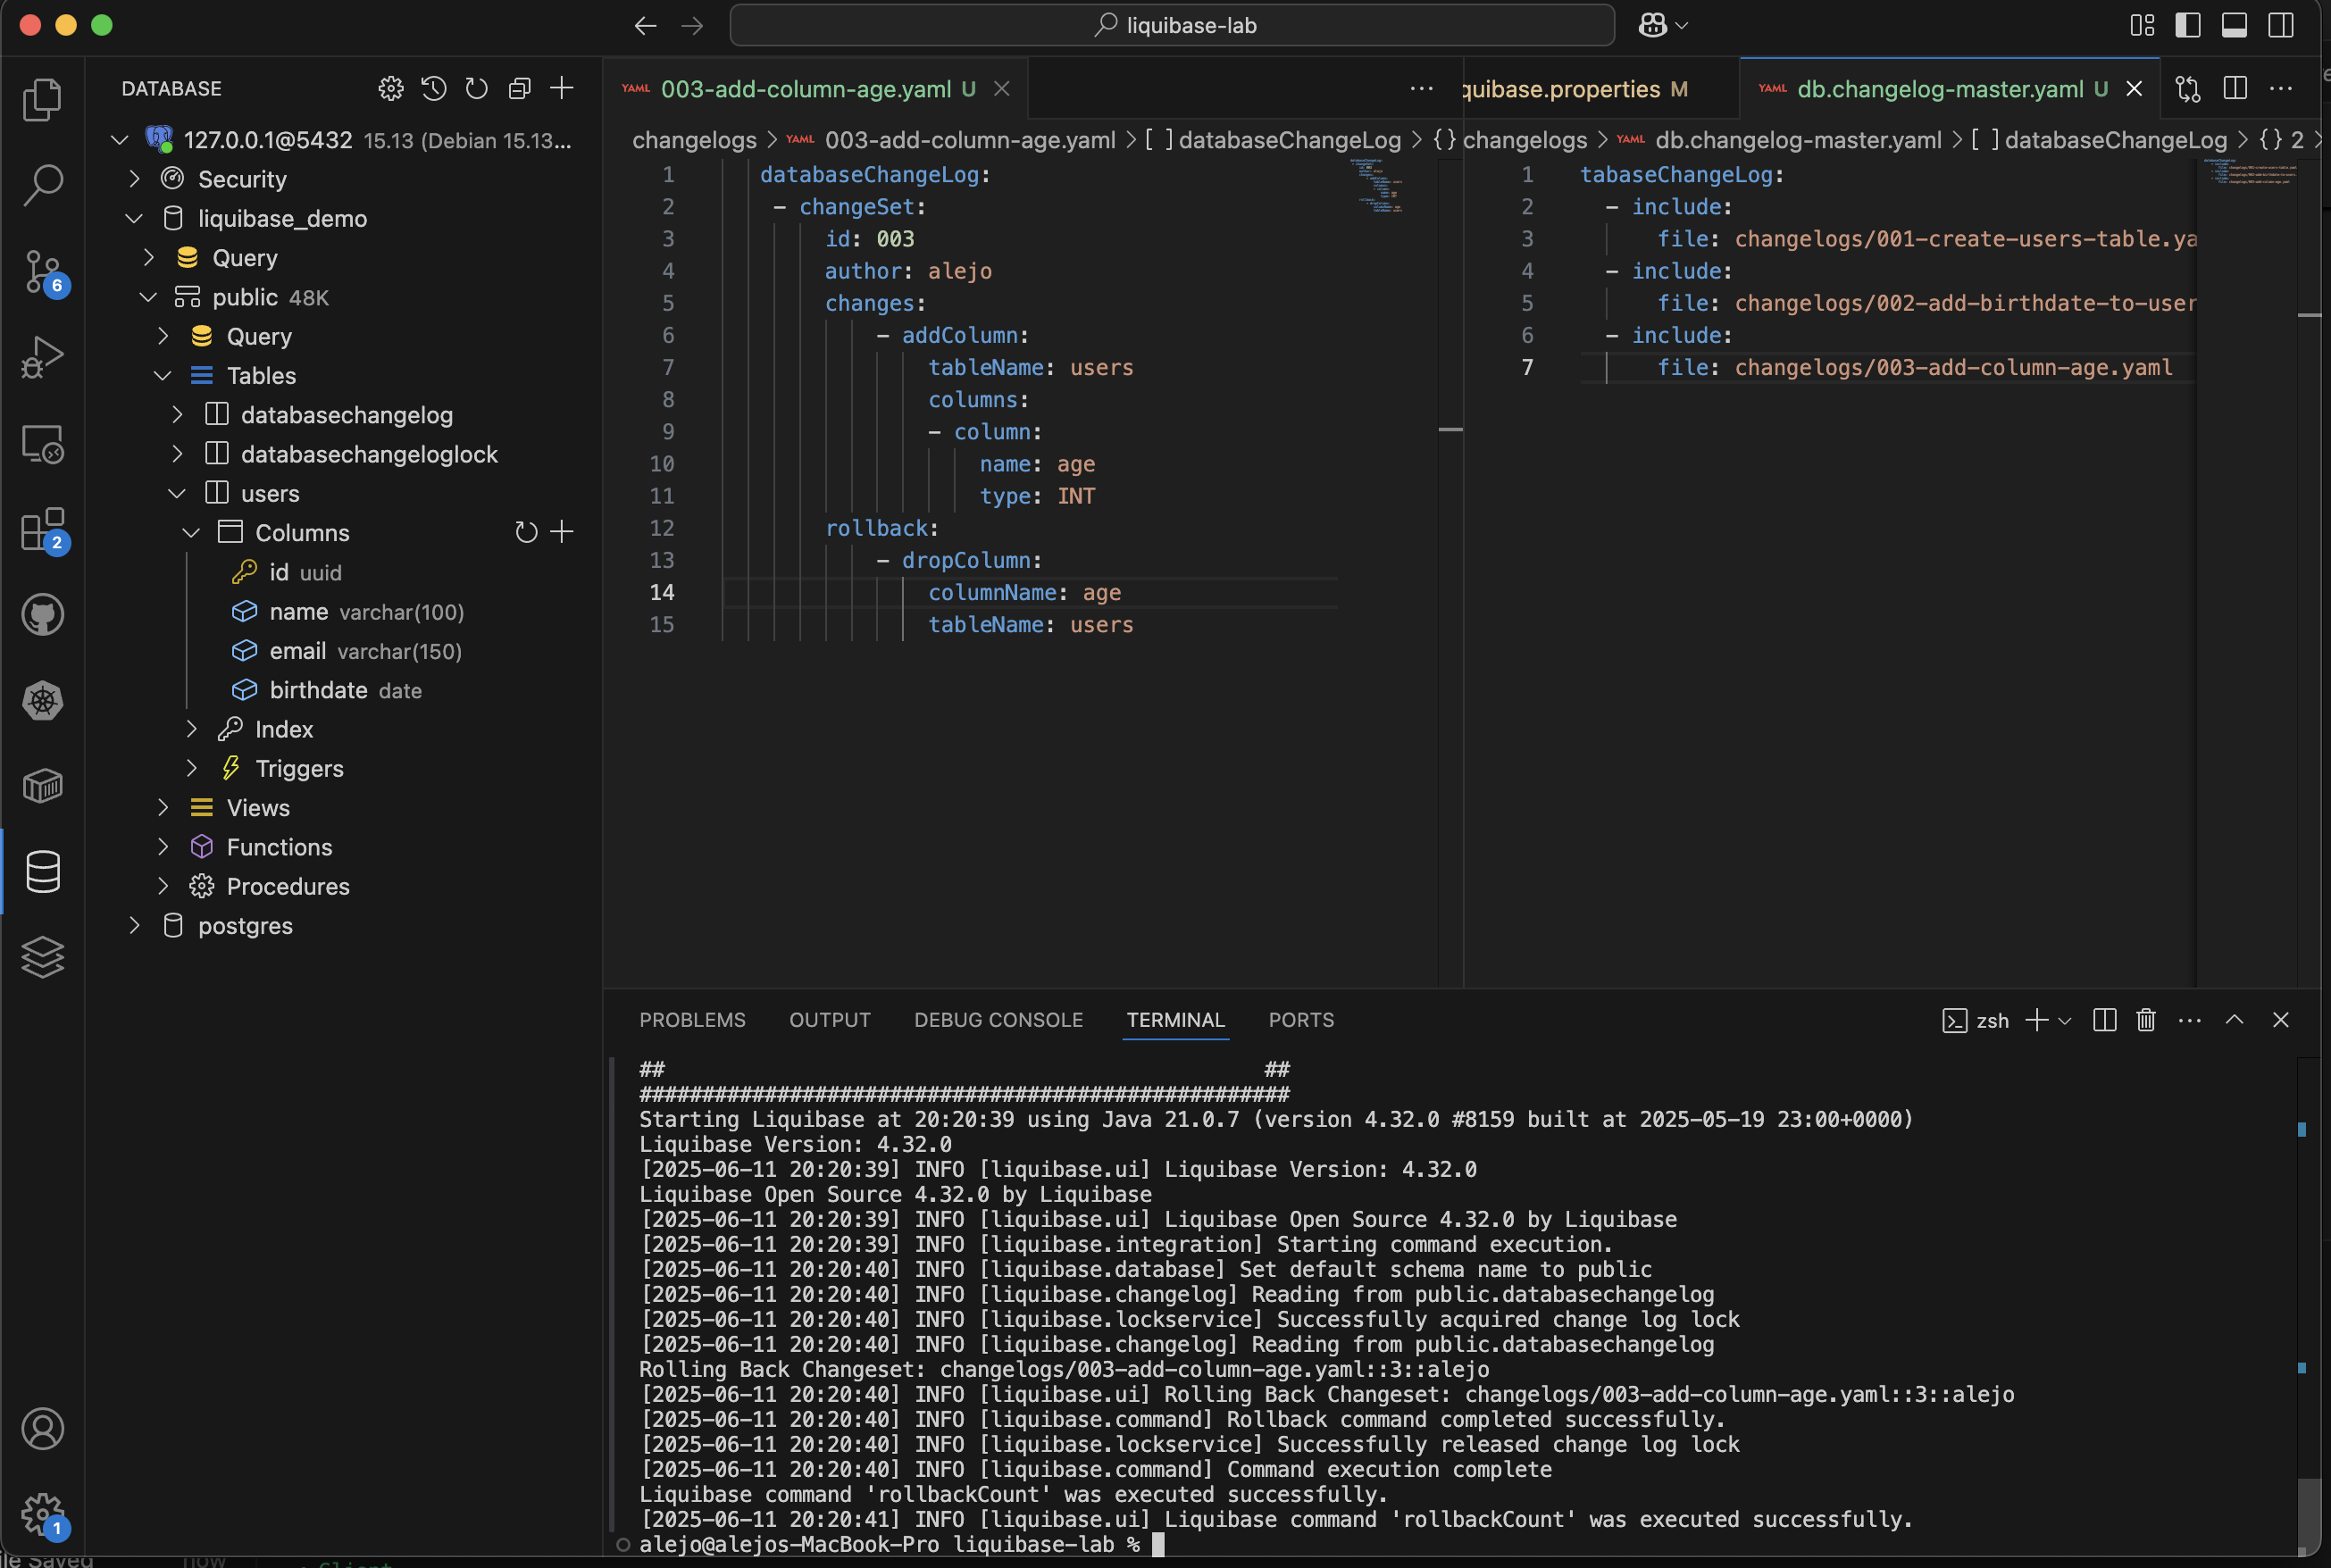 liquibase-lab
DATABASE
127.0.0.1@5432 15.13 (Debian 15.13...
Security
liquibase_demo
Query
public 48K
Query
Tables
databasechangelog
databasechangeloglock
users
Columns
id uuid
name varchar(100)
email varchar(150)
birthdate date
Index
Triggers
Views
Functions
Procedures
postgres
6
2
1
YAML 003-add-column-age.yaml U
changelogs > YAML 003-add-column-age.yaml > [ ] databaseChangeLog > {}
1 databaseChangeLog:
2 - changeSet:
3 id: 003
4 author: alejo
5 changes:
6 - addColumn:
7 tableName: users
8 columns:
9 - column:
10 name: age
11 type: INT
12 rollback:
13 - dropColumn:
14 columnName: age
15 tableName: users
quibase.properties M
YAML db.changelog-master.yaml U
changelogs > YAML db.changelog-master.yaml > [ ] databaseChangeLog > {} 2 >
1 tabaseChangeLog:
2 - include:
3 file: changelogs/001-create-users-table.ya
4 - include:
5 file: changelogs/002-add-birthdate-to-user
6 - include:
7 file: changelogs/003-add-column-age.yaml
PROBLEMS OUTPUT DEBUG CONSOLE TERMINAL PORTS
zsh
## ##
####################################################
Starting Liquibase at 20:20:39 using Java 21.0.7 (version 4.32.0 #8159 built at 2025-05-19 23:00+0000)
Liquibase Version: 4.32.0
[2025-06-11 20:20:39] INFO [liquibase.ui] Liquibase Version: 4.32.0
Liquibase Open Source 4.32.0 by Liquibase
[2025-06-11 20:20:39] INFO [liquibase.ui] Liquibase Open Source 4.32.0 by Liquibase
[2025-06-11 20:20:39] INFO [liquibase.integration] Starting command execution.
[2025-06-11 20:20:40] INFO [liquibase.database] Set default schema name to public
[2025-06-11 20:20:40] INFO [liquibase.changelog] Reading from public.databasechangelog
[2025-06-11 20:20:40] INFO [liquibase.lockservice] Successfully acquired change log lock
[2025-06-11 20:20:40] INFO [liquibase.changelog] Reading from public.databasechangelog
Rolling Back Changeset: changelogs/003-add-column-age.yaml::3::alejo
[2025-06-11 20:20:40] INFO [liquibase.ui] Rolling Back Changeset: changelogs/003-add-column-age.yaml::3::alejo
[2025-06-11 20:20:40] INFO [liquibase.command] Rollback command completed successfully.
[2025-06-11 20:20:40] INFO [liquibase.lockservice] Successfully released change log lock
[2025-06-11 20:20:40] INFO [liquibase.command] Command execution complete
Liquibase command 'rollbackCount' was executed successfully.
[2025-06-11 20:20:41] INFO [liquibase.ui] Liquibase command 'rollbackCount' was executed successfully.
alejo@alejos-MacBook-Pro liquibase-lab %